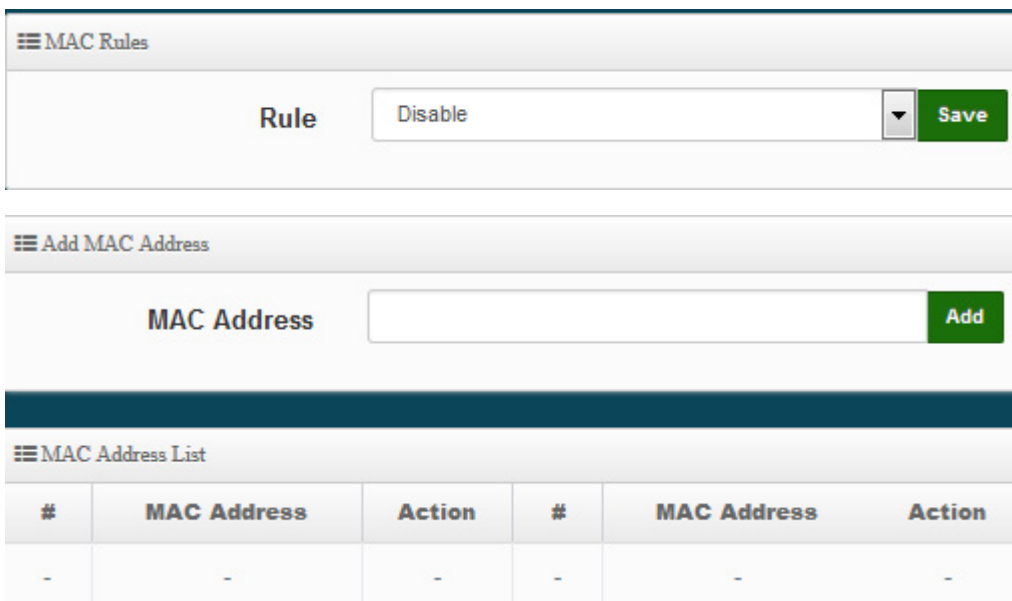 MAC Rules
Rule Disable Save
Add MAC Address
MAC Address Add
MAC Address List
# MAC Address Action # MAC Address Action
- - - - - -